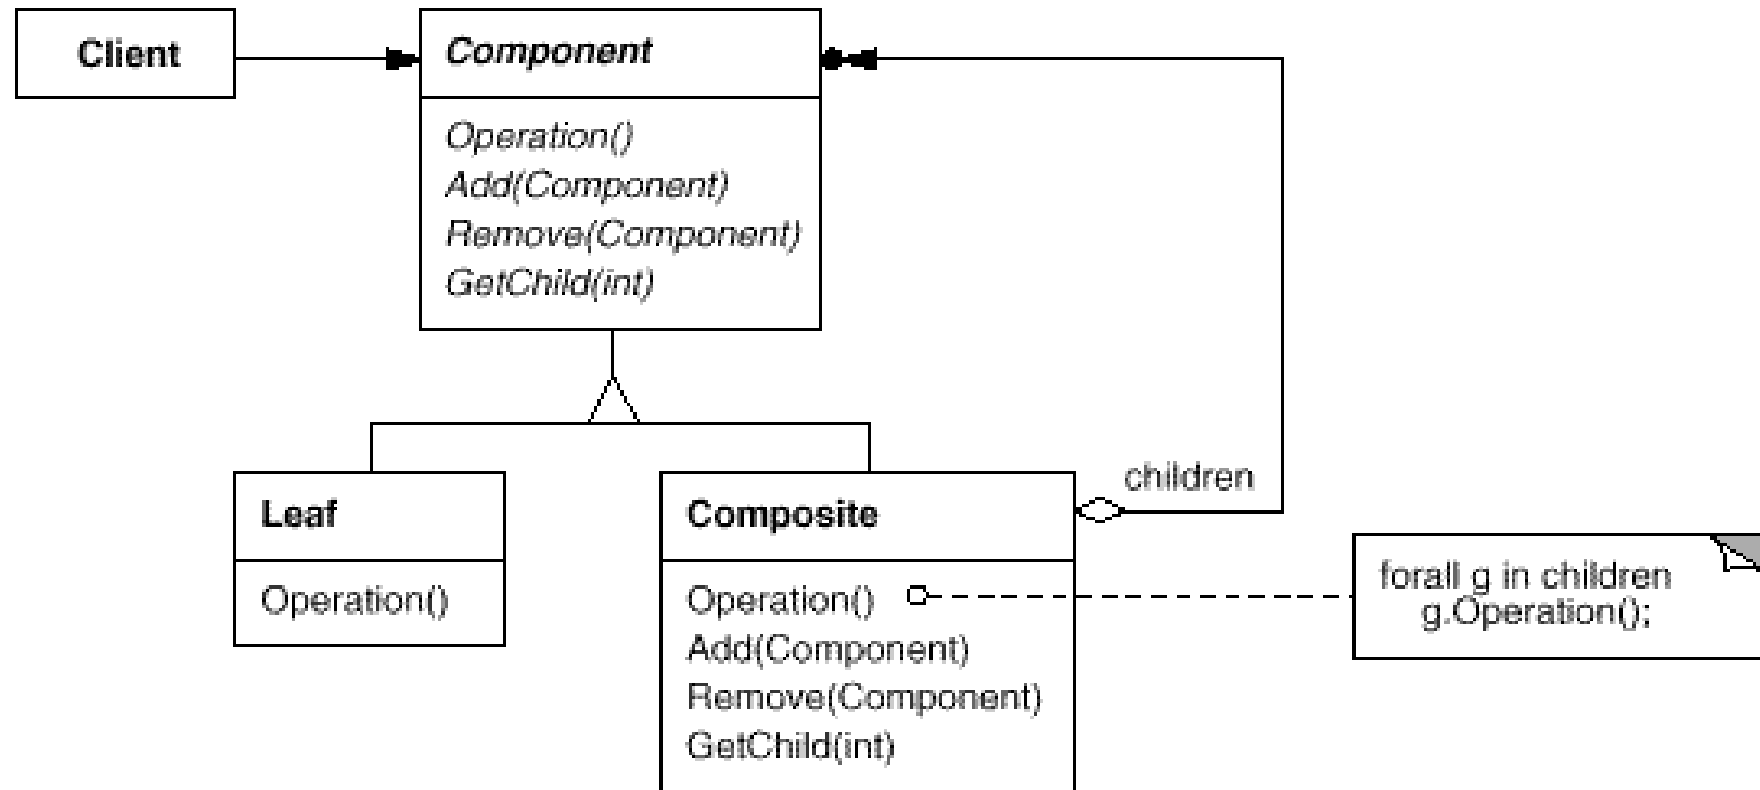 Client
Component
Operation()
Add(Component)
Remove(Component)
GetChild(int)
children
Leaf
Operation()
Composite
Operation()
Add(Component)
Remove(Component)
GetChild(int)
forall g in children
g.Operation();